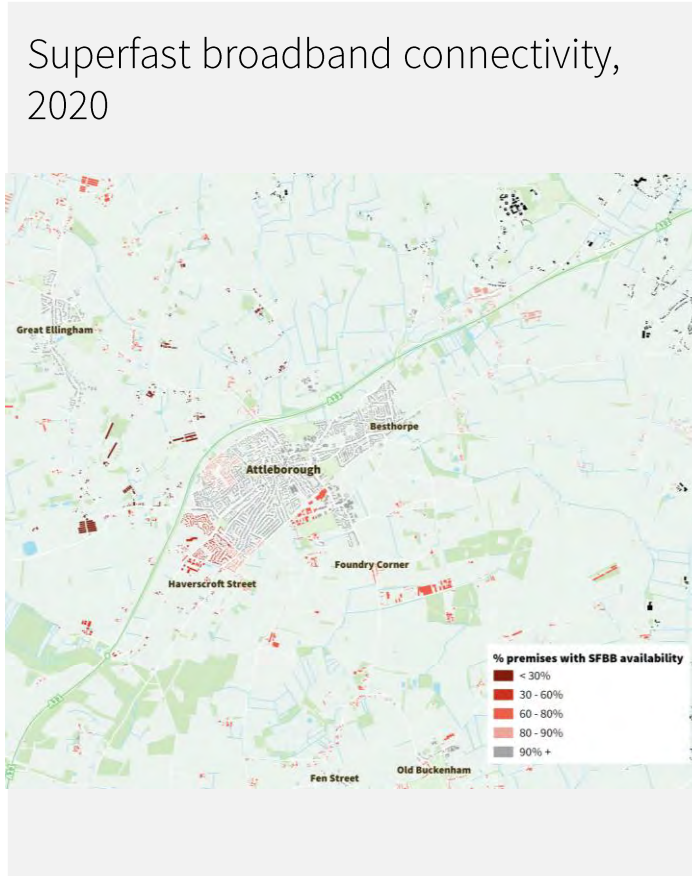 Superfast broadband connectivity,
2020
Great Ellingham
Besthorpe
Attleborough
Foundry Corner
Haverscroft Street
% premises with SFBB availability
< 30%
30 - 60%
60 - 80%
80 - 90%
90% +
Old Buckenham
Fen Street